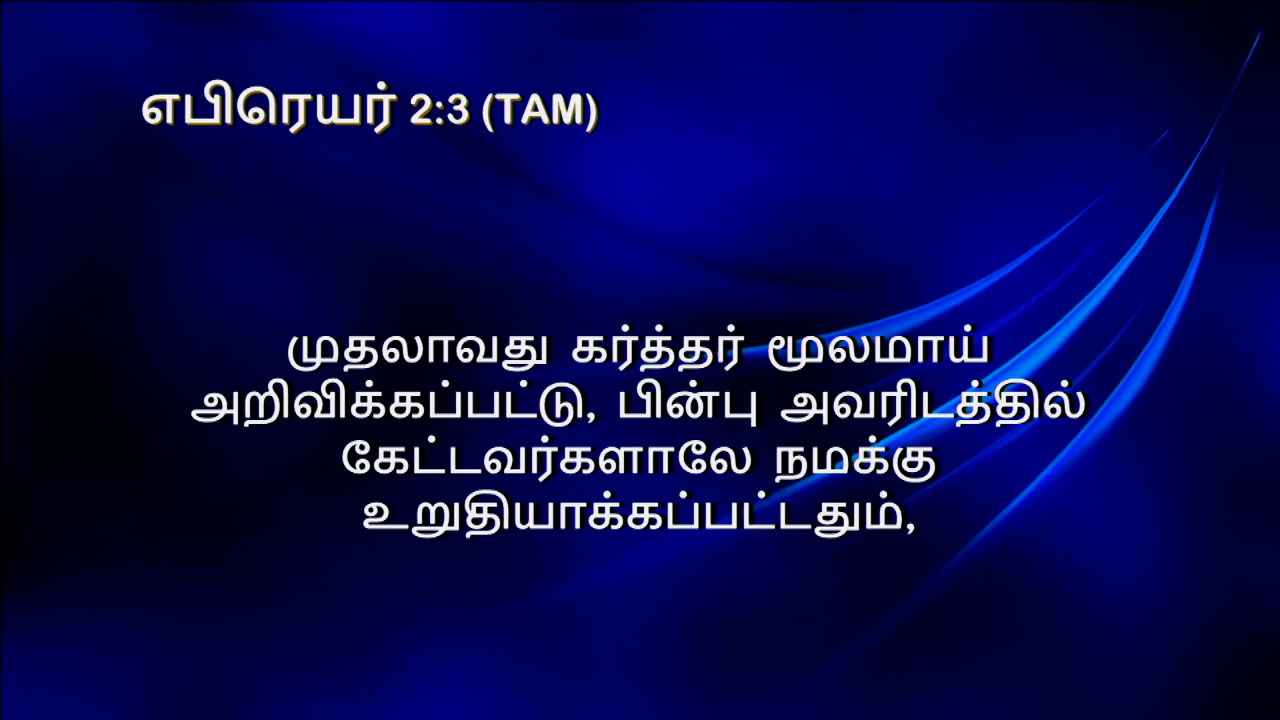 எபிரெயர் 2:3 (TAM)
முதலாவது கர்த்தர் மூலமாய்
அறிவிக்கப்பட்டு, பின்பு அவரிடத்தில்
கேட்டவர்களாலே நமக்கு
உறுதியாக்கப்பட்டதும்,